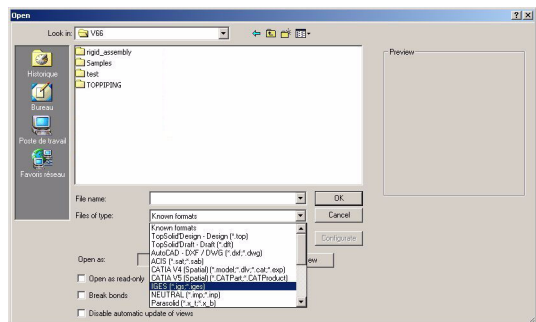 Open
Look in: V66
rigid_assembly
Samples
test
TOPPIPING
Historique
Bureau
Poste de travail
Favoris réseau
Preview
File name:
OK
Files of type: Known formats
Cancel
Known formats
TopSolid'Design - Design (*.top)
TopSolid'Draft - Draft (*.dft)
AutoCAD - DXF / DWG (*.dxf;*.dwg)
Configurate
ACIS (*.sat;*.sab)
Open as:
CATIA V4 (Spatial) (*.model;*.dlv;*.cat;*.exp)
ew
Open as read-only
CATIA V5 (Spatial) (*.CATPart;*.CATProduct)
IGES (*.igs;*.iges)
Break bonds
NEUTRAL (*.imp;*.inp)
Parasolid (*.x_t;*.x_b)
Disable automatic update of views